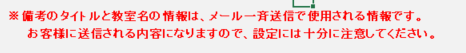 ※備考のタイトルと教室名の情報は、メール一斉送信で使用される情報です。
お客様に送信される内容になりますので、設定には十分に注意してください。